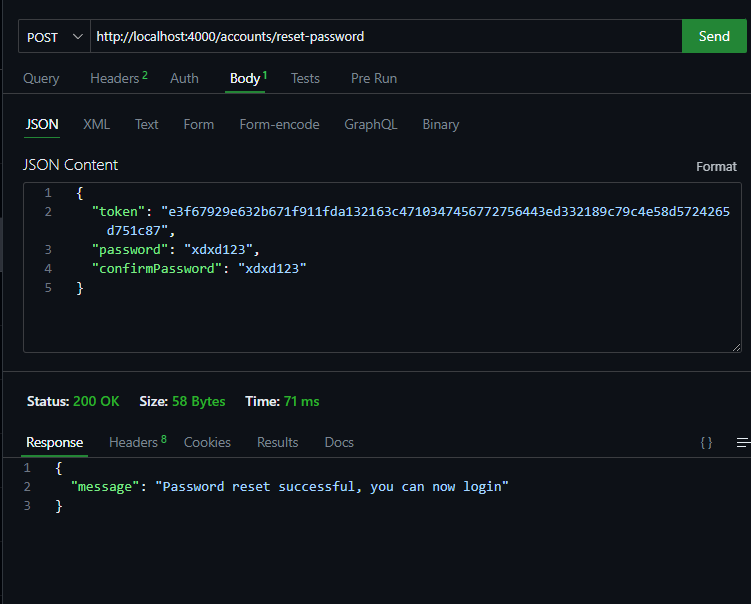 POST http://localhost:4000/accounts/reset-password Send
Query Headers 2 Auth Body 1 Tests Pre Run
JSON XML Text Form Form-encode GraphQL Binary
JSON Content Format
1 {
2 "token": "e3f67929e632b671f911fda132163c4710347456772756443ed332189c79c4e58d5724265
d751c87",
3 "password": "xdxd123",
4 "confirmPassword": "xdxd123"
5 }
Status: 200 OK Size: 58 Bytes Time: 71 ms
Response Headers 8 Cookies Results Docs { }
1 {
2 "message": "Password reset successful, you can now login"
3 }